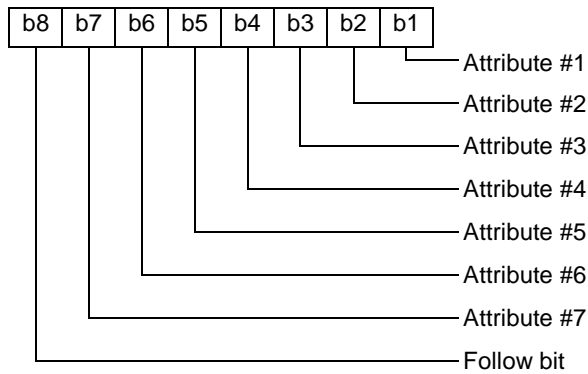 b8 b7 b6 b5 b4 b3 b2 b1
Attribute #1
Attribute #2
Attribute #3
Attribute #4
Attribute #5
Attribute #6
Attribute #7
Follow bit